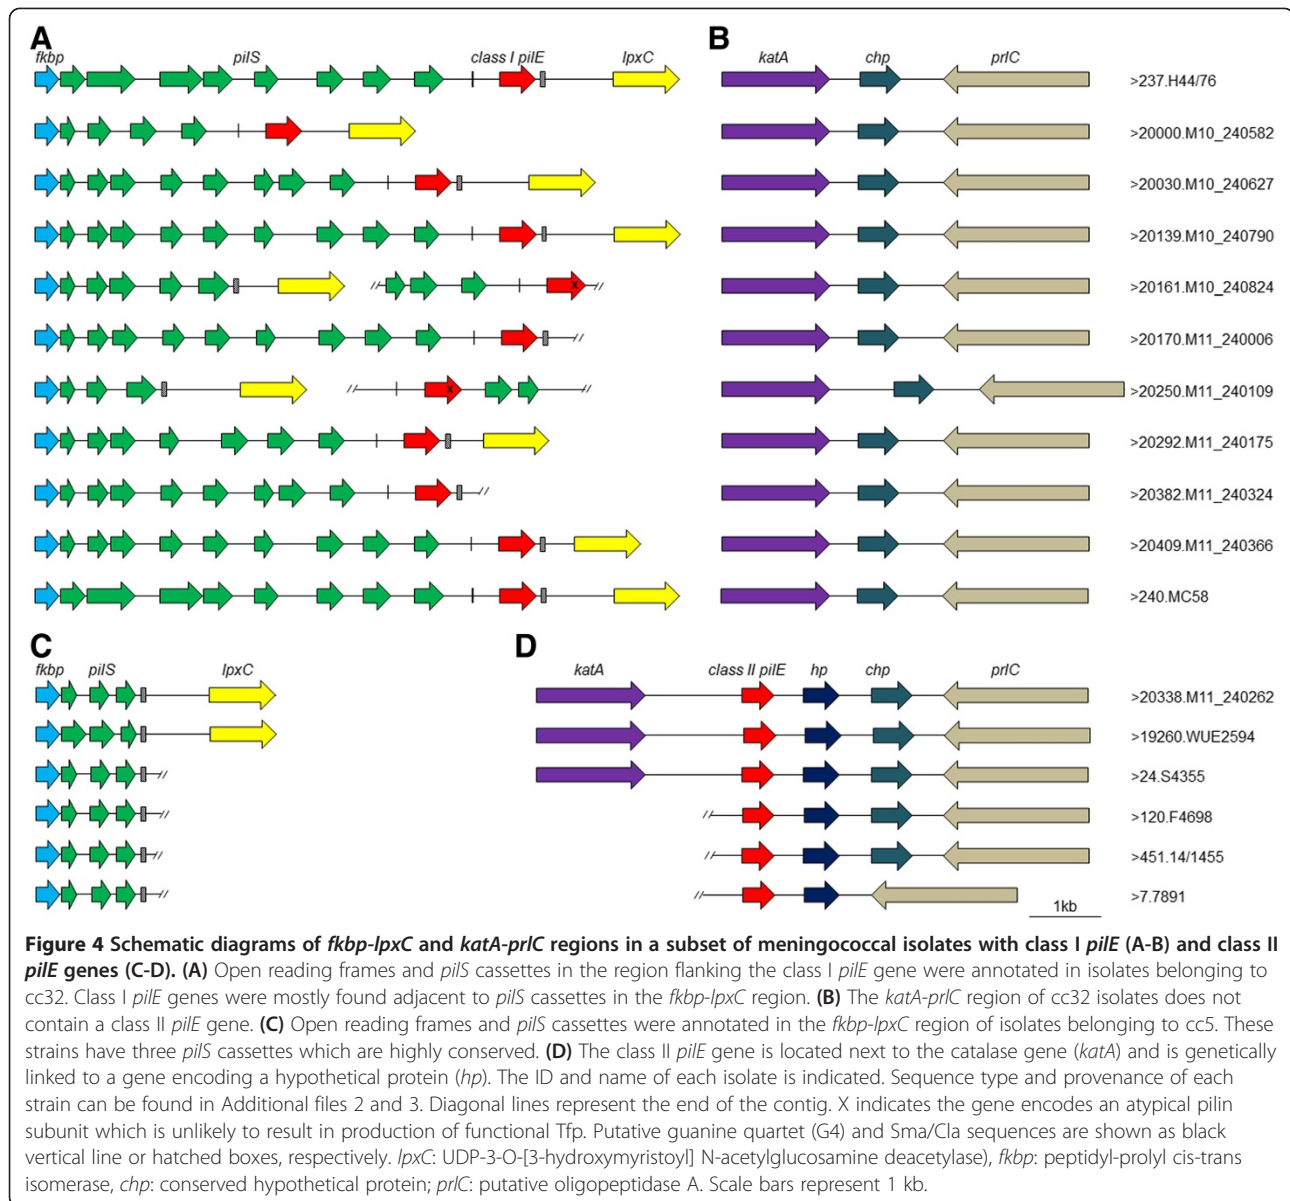 A
B
fkbp pilS class I pilE lpxC katA chp prlC
>237.H44/76
>20000.M10_240582
>20030.M10_240627
>20139.M10_240790
// x // >20161.M10_240824
// >20170.M11_240006
// x // >20250.M11_240109
>20292.M11_240175
// >20382.M11_240324
>20409.M11_240366
>240.MC58
C
D
fkbp pilS lpxC katA class II pilE hp chp prlC
>20338.M11_240262
>19260.WUE2594
// >24.S4355
// // >120.F4698
// // >451.14/1455
// // >7.7891
1kb
Figure 4 Schematic diagrams of fkbp-lpxC and katA-prlC regions in a subset of meningococcal isolates with class I pilE (A-B) and class II
pilE genes (C-D). (A) Open reading frames and pilS cassettes in the region flanking the class I pilE gene were annotated in isolates belonging to
cc32. Class I pilE genes were mostly found adjacent to pilS cassettes in the fkbp-lpxC region. (B) The katA-prlC region of cc32 isolates does not
contain a class II pilE gene. (C) Open reading frames and pilS cassettes were annotated in the fkbp-lpxC region of isolates belonging to cc5. These
strains have three pilS cassettes which are highly conserved. (D) The class II pilE gene is located next to the catalase gene (katA) and is genetically
linked to a gene encoding a hypothetical protein (hp). The ID and name of each isolate is indicated. Sequence type and provenance of each
strain can be found in Additional files 2 and 3. Diagonal lines represent the end of the contig. X indicates the gene encodes an atypical pilin
subunit which is unlikely to result in production of functional Tfp. Putative guanine quartet (G4) and Sma/Cla sequences are shown as black
vertical line or hatched boxes, respectively. lpxC: UDP-3-O-[3-hydroxymyristoyl] N-acetylglucosamine deacetylase), fkbp: peptidyl-prolyl cis-trans
isomerase, chp: conserved hypothetical protein; prlC: putative oligopeptidase A. Scale bars represent 1 kb.